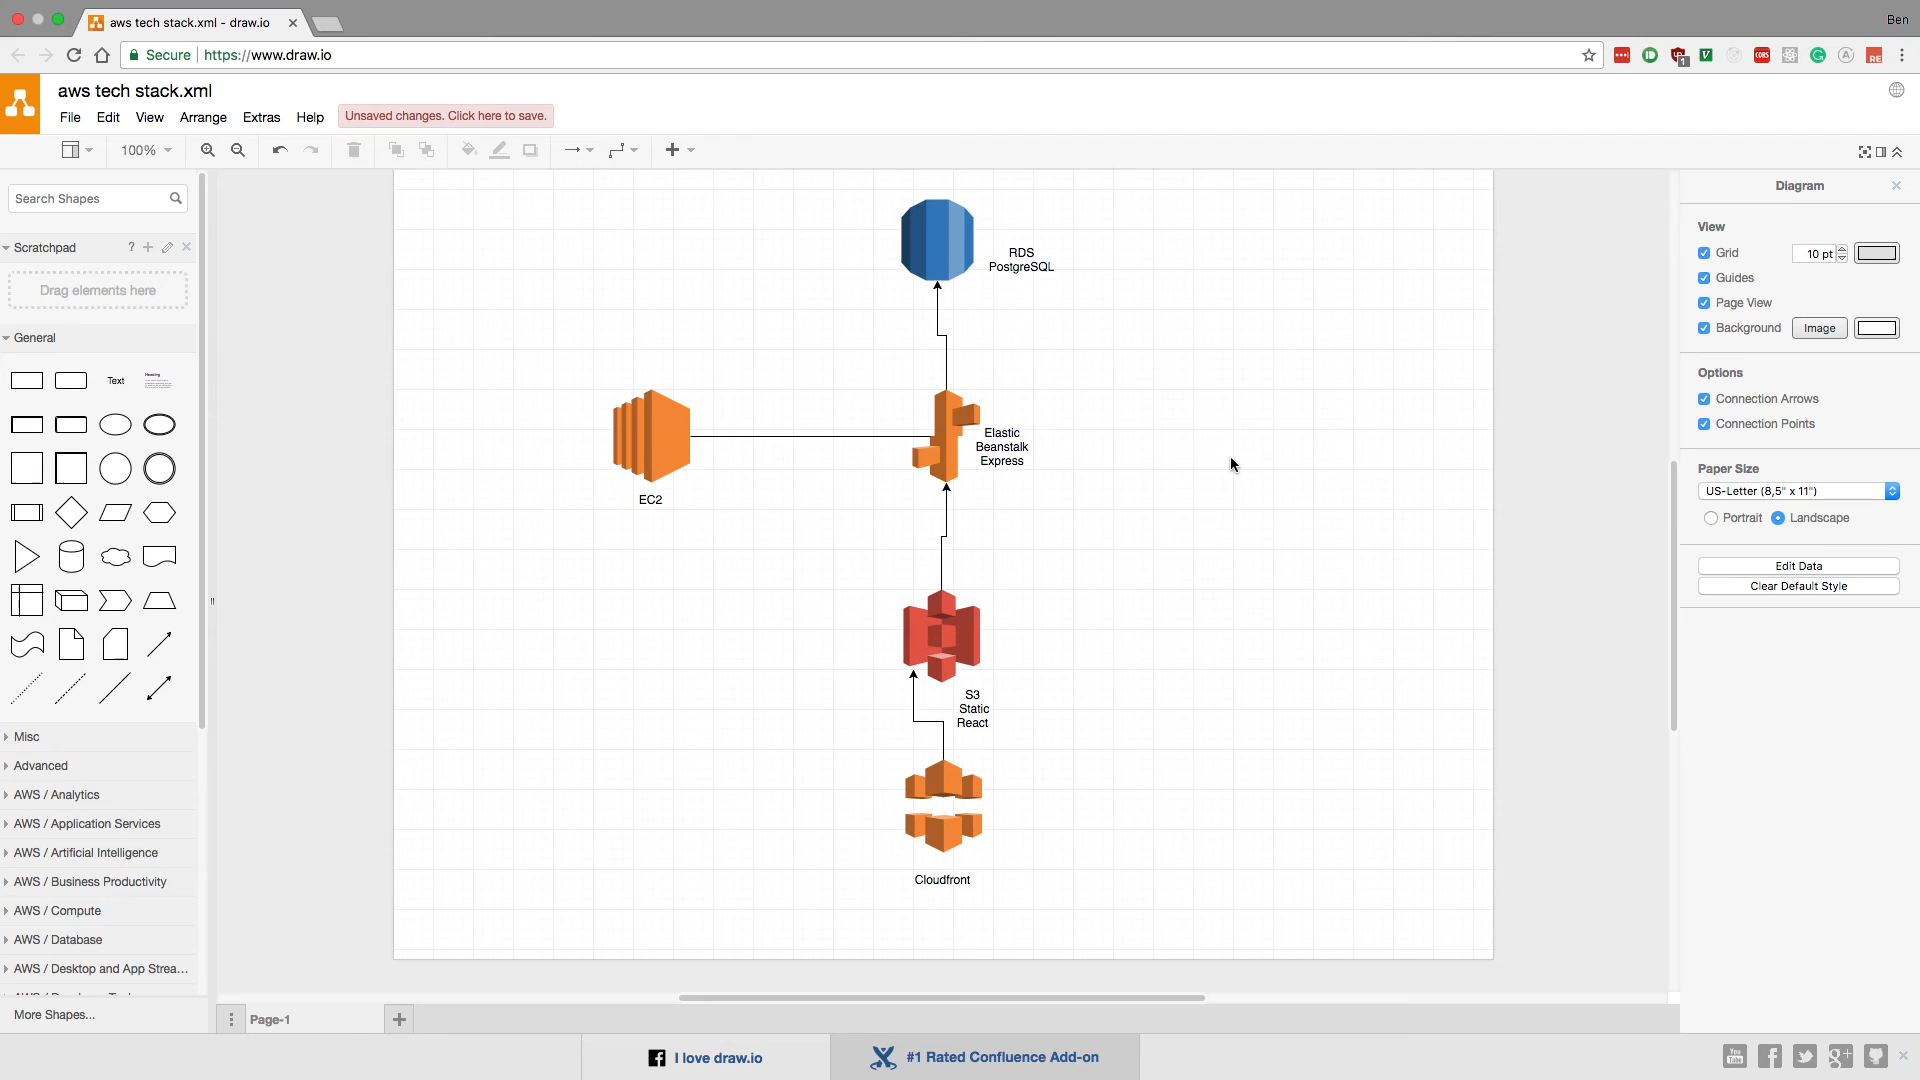 aws tech stack.xml - draw.io
Ben
Secure https://www.draw.io
aws tech stack.xml
File Edit View Arrange Extras Help
Unsaved changes. Click here to save.
100%
Search Shapes
Scratchpad
?
Drag elements here
General
Text
Heading
Misc
Advanced
AWS / Analytics
AWS / Application Services
AWS / Artificial Intelligence
AWS / Business Productivity
AWS / Compute
AWS / Database
AWS / Desktop and App Strea...
More Shapes...
RDS
PostgreSQL
Elastic
Beanstalk
Express
EC2
S3
Static
React
Cloudfront
Diagram
View
Grid
10 pt
Guides
Page View
Background
Image
Options
Connection Arrows
Connection Points
Paper Size
US-Letter (8,5" x 11")
Portrait
Landscape
Edit Data
Clear Default Style
Page-1
I love draw.io
#1 Rated Confluence Add-on